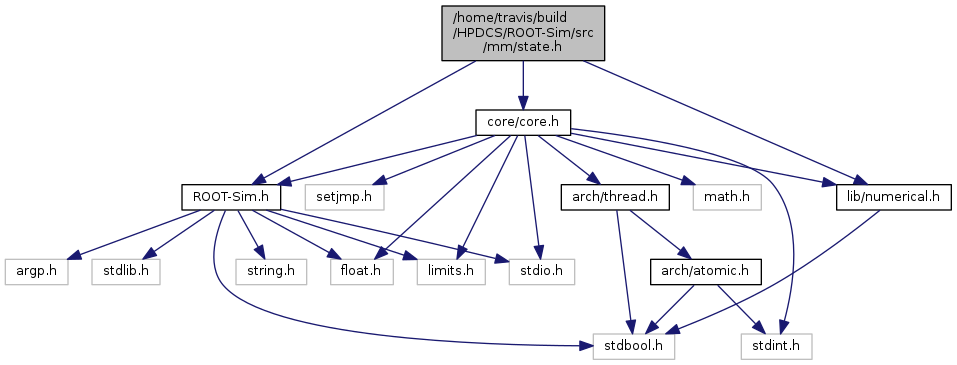 /home/travis/build
/HPDCS/ROOT-Sim/src
/mm/state.h
core/core.h
ROOT-Sim.h
setjmp.h
arch/thread.h
math.h
lib/numerical.h
argp.h
stdlib.h
string.h
float.h
limits.h
stdio.h
arch/atomic.h
stdbool.h
stdint.h